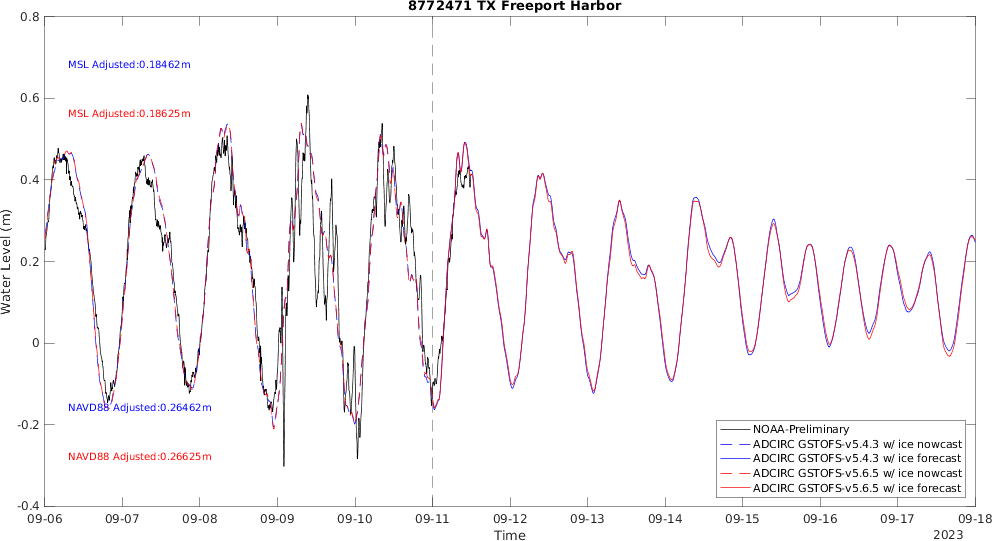 8772471 TX Freeport Harbor
0.8
0.6
0.4
0.2
0
-0.2
-0.4
Water Level (m)
MSL Adjusted:0.18462m
MSL Adjusted:0.18625m
NAVD88 Adjusted:0.26462m
NAVD88 Adjusted:0.26625m
NOAA-Preliminary
ADCIRC GSTOFS-v5.4.3 w/ ice nowcast
ADCIRC GSTOFS-v5.4.3 w/ ice forecast
ADCIRC GSTOFS-v5.6.5 w/ ice nowcast
ADCIRC GSTOFS-v5.6.5 w/ ice forecast
09-06 09-07 09-08 09-09 09-10 09-11 09-12 09-13 09-14 09-15 09-16 09-17 09-18
Time
2023